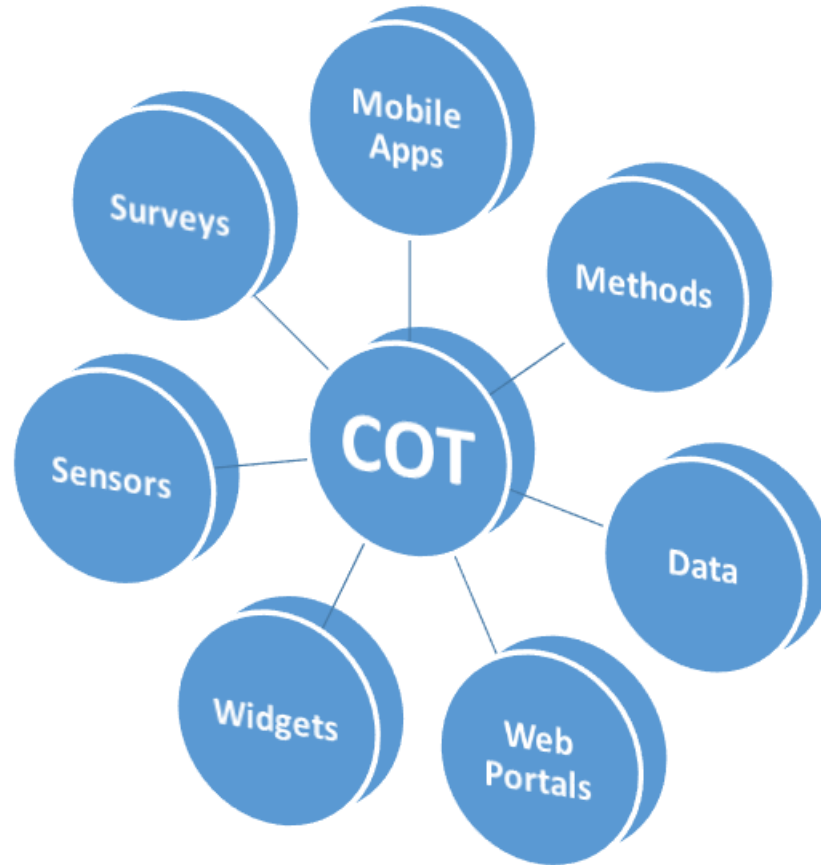 Mobile
Apps
Surveys
Methods
COT
Sensors
Data
Widgets
Web
Portals